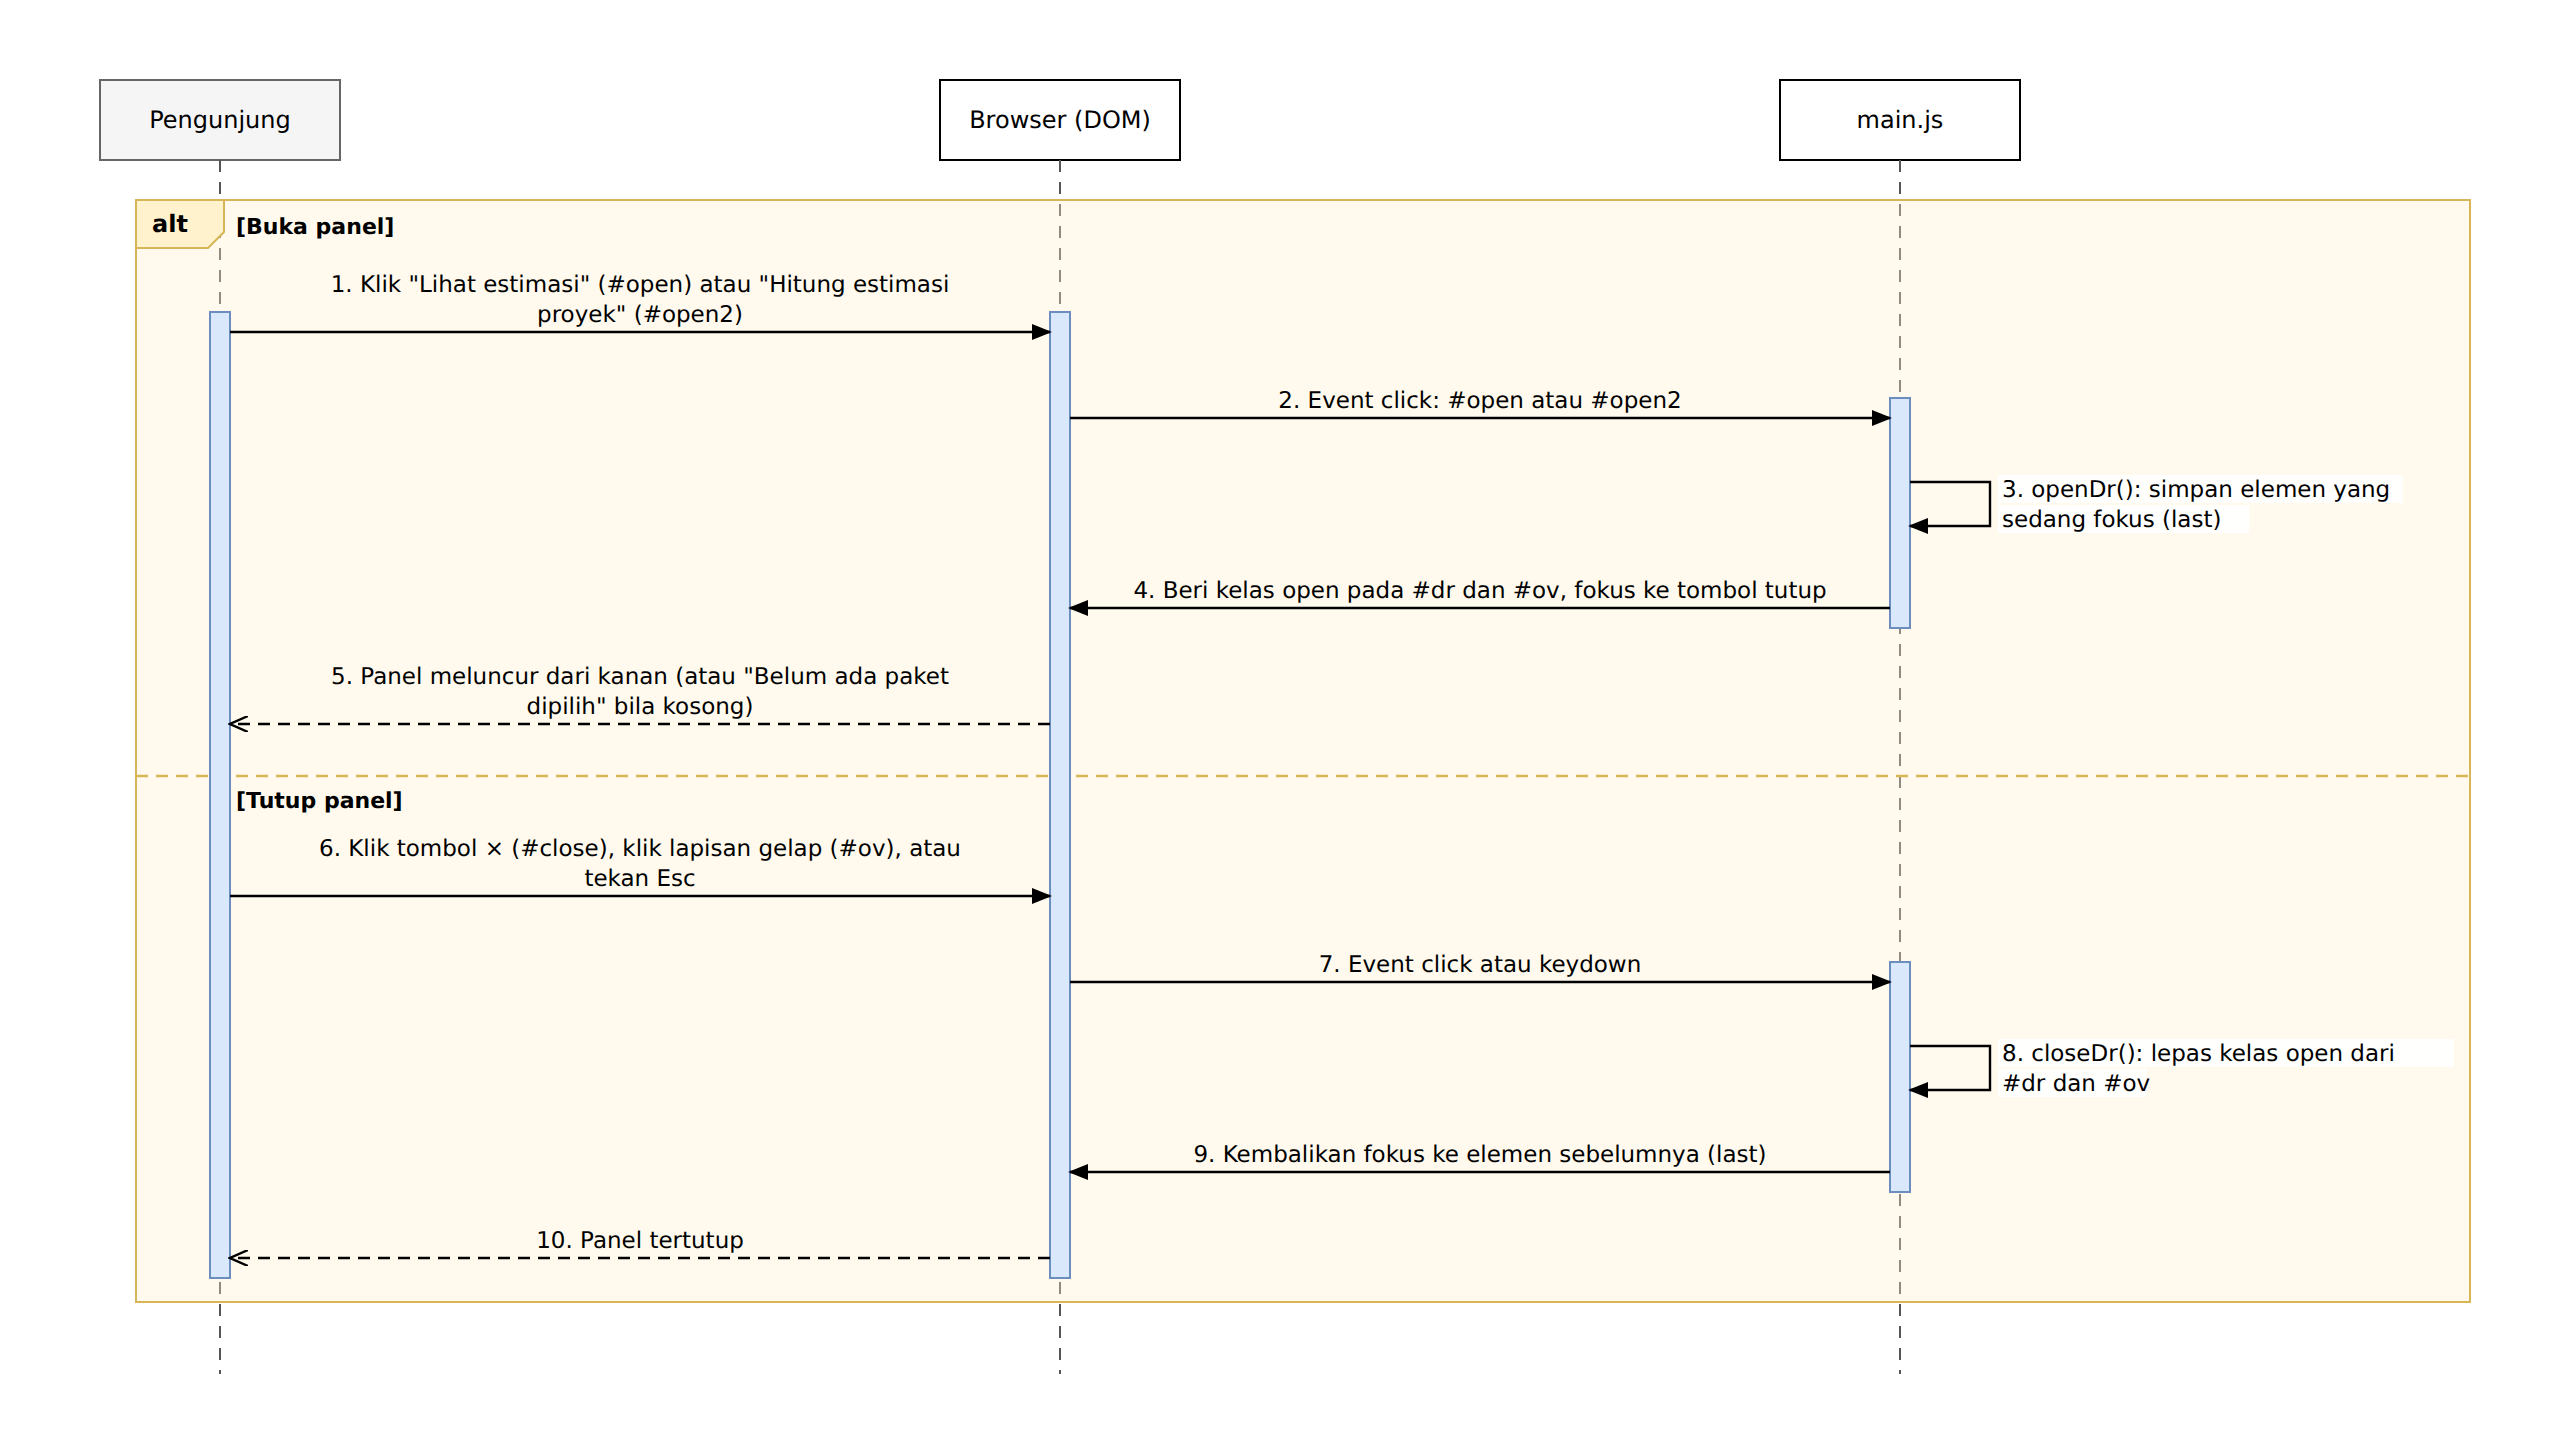 Pengunjung
Browser (DOM)
main.js
alt
[Buka panel]
1. Klik "Lihat estimasi" (#open) atau "Hitung estimasi
proyek" (#open2)
2. Event click: #open atau #open2
3. openDr(): simpan elemen yang
sedang fokus (last)
4. Beri kelas open pada #dr dan #ov, fokus ke tombol tutup
5. Panel meluncur dari kanan (atau "Belum ada paket
dipilih" bila kosong)
[Tutup panel]
6. Klik tombol × (#close), klik lapisan gelap (#ov), atau
tekan Esc
7. Event click atau keydown
8. closeDr(): lepas kelas open dari
#dr dan #ov
9. Kembalikan fokus ke elemen sebelumnya (last)
10. Panel tertutup